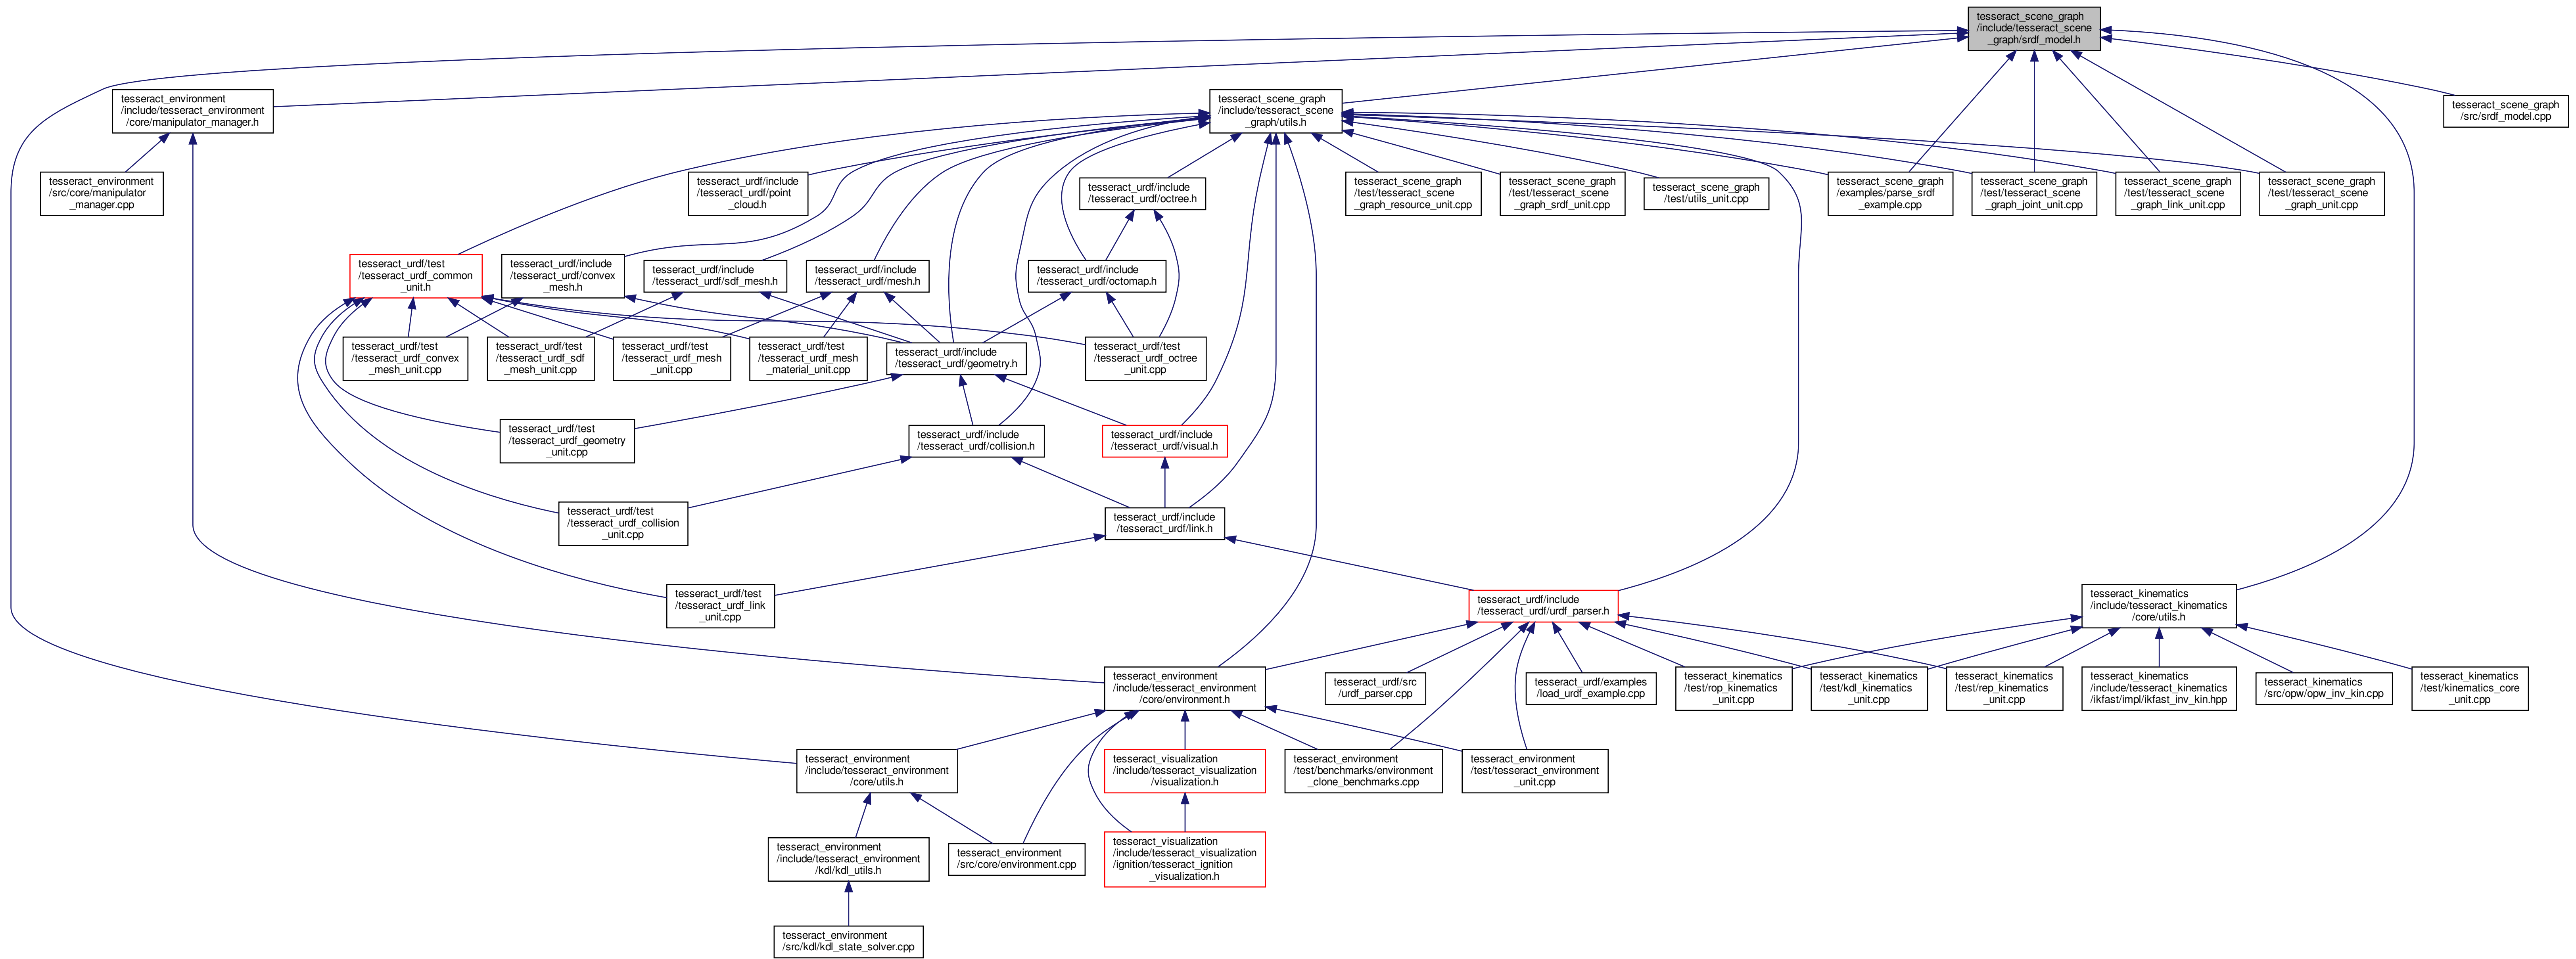 tesseract_scene_graph
/include/tesseract_scene
_graph/srdf_model.h
tesseract_environment
/include/tesseract_environment
/core/manipulator_manager.h
tesseract_scene_graph
/include/tesseract_scene
_graph/utils.h
tesseract_scene_graph
/src/srdf_model.cpp
tesseract_environment
/src/core/manipulator
_manager.cpp
tesseract_urdf/include
/tesseract_urdf/point
_cloud.h
tesseract_urdf/include
/tesseract_urdf/octree.h
tesseract_scene_graph
/test/tesseract_scene
_graph_resource_unit.cpp
tesseract_scene_graph
/test/tesseract_scene
_graph_srdf_unit.cpp
tesseract_scene_graph
/test/utils_unit.cpp
tesseract_scene_graph
/examples/parse_srdf
_example.cpp
tesseract_scene_graph
/test/tesseract_scene
_graph_joint_unit.cpp
tesseract_scene_graph
/test/tesseract_scene
_graph_link_unit.cpp
tesseract_scene_graph
/test/tesseract_scene
_graph_unit.cpp
tesseract_urdf/test
/tesseract_urdf_common
_unit.h
tesseract_urdf/include
/tesseract_urdf/convex
_mesh.h
tesseract_urdf/include
/tesseract_urdf/sdf_mesh.h
tesseract_urdf/include
/tesseract_urdf/mesh.h
tesseract_urdf/include
/tesseract_urdf/octomap.h
tesseract_urdf/test
/tesseract_urdf_convex
_mesh_unit.cpp
tesseract_urdf/test
/tesseract_urdf_sdf
_mesh_unit.cpp
tesseract_urdf/test
/tesseract_urdf_mesh
_unit.cpp
tesseract_urdf/test
/tesseract_urdf_mesh
_material_unit.cpp
tesseract_urdf/include
/tesseract_urdf/geometry.h
tesseract_urdf/test
/tesseract_urdf_octree
_unit.cpp
tesseract_urdf/test
/tesseract_urdf_geometry
_unit.cpp
tesseract_urdf/include
/tesseract_urdf/collision.h
tesseract_urdf/include
/tesseract_urdf/visual.h
tesseract_urdf/test
/tesseract_urdf_collision
_unit.cpp
tesseract_urdf/include
/tesseract_urdf/link.h
tesseract_urdf/test
/tesseract_urdf_link
_unit.cpp
tesseract_urdf/include
/tesseract_urdf/urdf_parser.h
tesseract_kinematics
/include/tesseract_kinematics
/core/utils.h
tesseract_environment
/include/tesseract_environment
/core/environment.h
tesseract_urdf/src
/urdf_parser.cpp
tesseract_urdf/examples
/load_urdf_example.cpp
tesseract_kinematics
/test/rop_kinematics
_unit.cpp
tesseract_kinematics
/test/kdl_kinematics
_unit.cpp
tesseract_kinematics
/test/rep_kinematics
_unit.cpp
tesseract_kinematics
/include/tesseract_kinematics
/ikfast/impl/ikfast_inv_kin.hpp
tesseract_kinematics
/src/opw/opw_inv_kin.cpp
tesseract_kinematics
/test/kinematics_core
_unit.cpp
tesseract_environment
/include/tesseract_environment
/core/utils.h
tesseract_visualization
/include/tesseract_visualization
/visualization.h
tesseract_environment
/test/benchmarks/environment
_clone_benchmarks.cpp
tesseract_environment
/test/tesseract_environment
_unit.cpp
tesseract_environment
/include/tesseract_environment
/kdl/kdl_utils.h
tesseract_environment
/src/core/environment.cpp
tesseract_visualization
/include/tesseract_visualization
/ignition/tesseract_ignition
_visualization.h
tesseract_environment
/src/kdl/kdl_state_solver.cpp